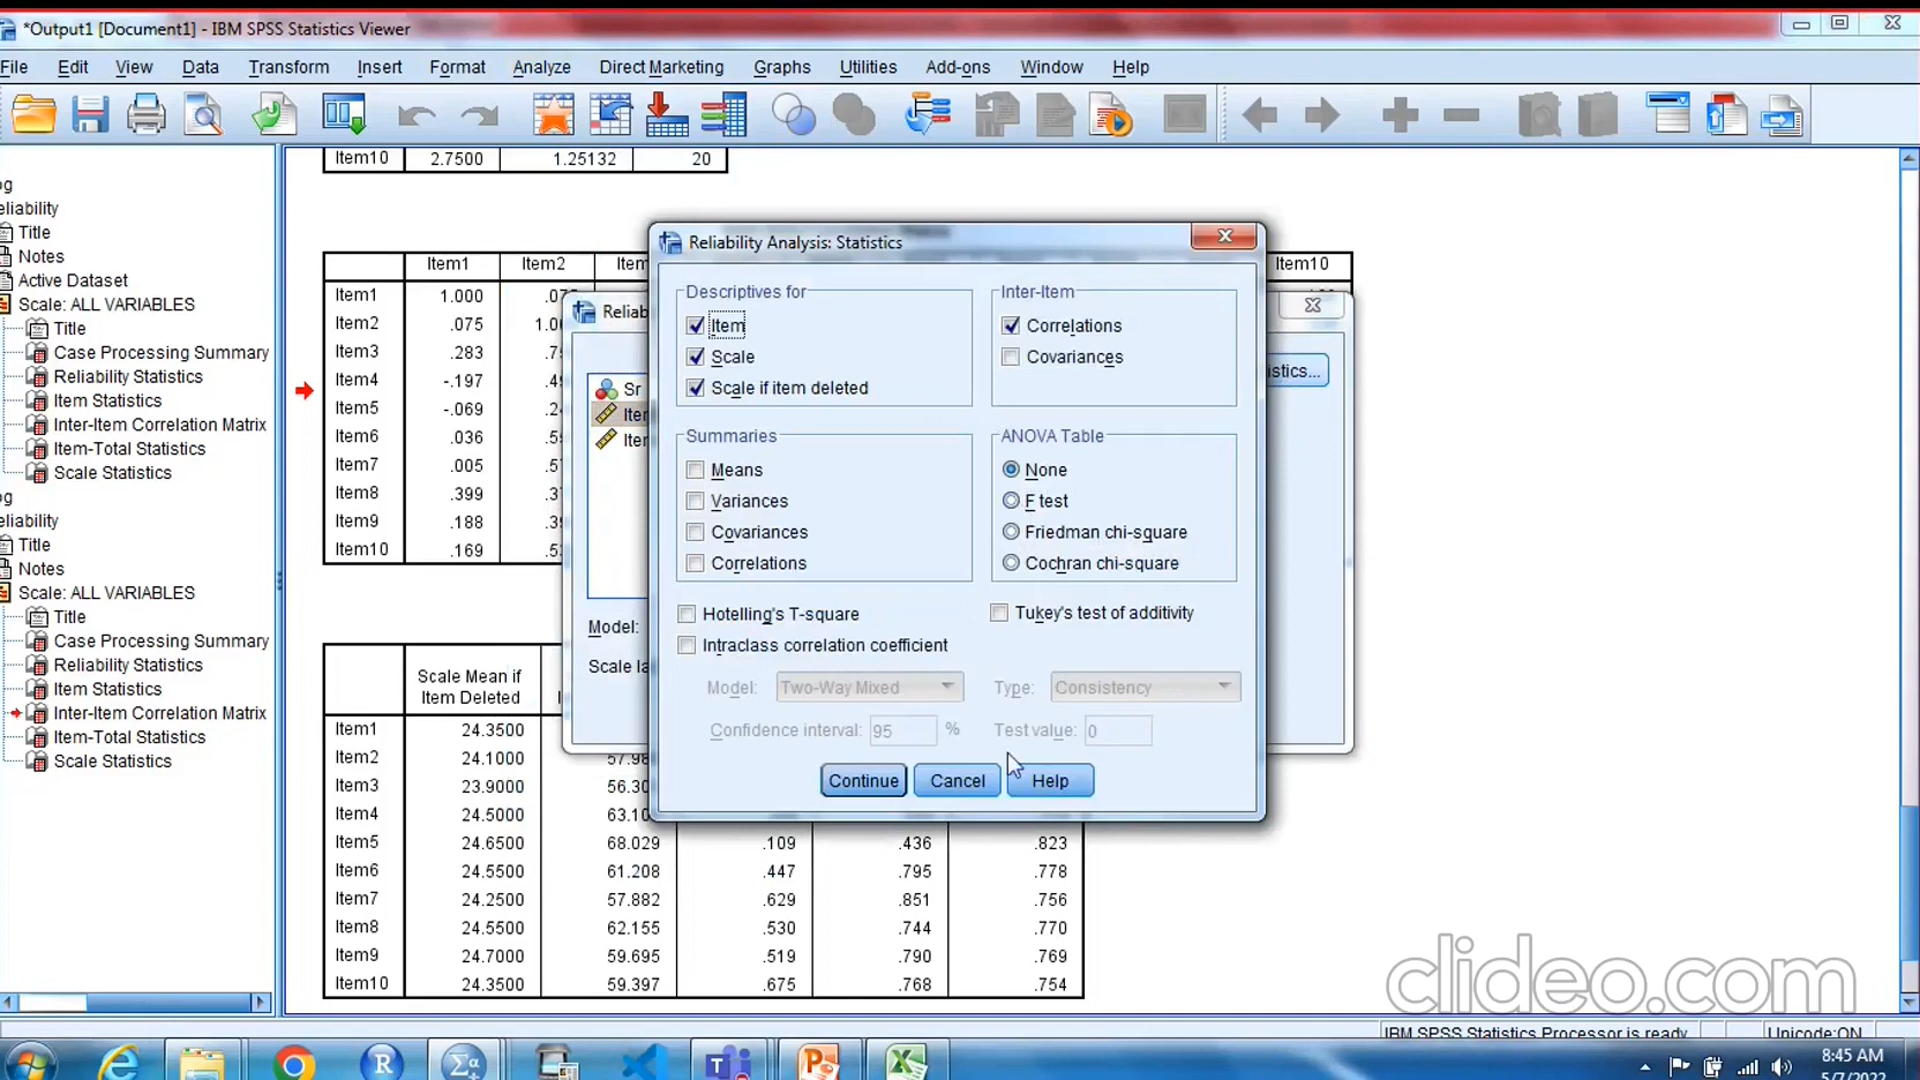 *Output1 [Document1] - IBM SPSS Statistics Viewer
File Edit View Data Transform Insert Format Analyze Direct Marketing Graphs Utilities Add-ons Window Help
Item10 2.7500 1.25132 20
og
eliability
Title
Notes
Active Dataset
Scale: ALL VARIABLES
Title
Case Processing Summary
Reliability Statistics
Item Statistics
Inter-Item Correlation Matrix
Item-Total Statistics
Scale Statistics
og
eliability
Title
Notes
Scale: ALL VARIABLES
Title
Case Processing Summary
Reliability Statistics
Item Statistics
Inter-Item Correlation Matrix
Item-Total Statistics
Scale Statistics
Item1 Item2 Item10
Item1 1.000
Item2 .075
Item3 .283
Item4 -.197
Item5 -.069
Item6 .036
Item7 .005
Item8 .399
Item9 .188
Item10 .169
Sr
istics...
Model:
Reliability Analysis: Statistics
Descriptives for
Item
Scale
Scale if item deleted
Inter-Item
Correlations
Covariances
Summaries
Means
Variances
Covariances
Correlations
ANOVA Table
None
F test
Friedman chi-square
Cochran chi-square
Hotelling's T-square
Tukey's test of additivity
Intraclass correlation coefficient
Model: Two-Way Mixed Type: Consistency
Confidence interval: 95 % Test value: 0
Continue Cancel Help
Scale Mean if
Item Deleted
Item1 24.3500
Item2 24.1000
Item3 23.9000
Item4 24.5000
Item5 24.6500 68.029 .109 .436 .823
Item6 24.5500 61.208 .447 .795 .778
Item7 24.2500 57.882 .629 .851 .756
Item8 24.5500 62.155 .530 .744 .770
Item9 24.7000 59.695 .519 .790 .769
Item10 24.3500 59.397 .675 .768 .754
clideo.com
IBM SPSS Statistics Processor is ready Unicode:ON
8:45 AM
5/7/2022